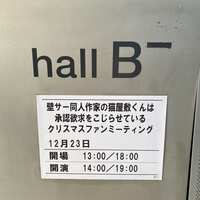 hall B⁻
壁サー同人作家の猫屋敷くんは
承認欲求をこじらせている
クリスマスファンミーティング
12月23日
開場 13:00/18:00
開演 14:00/19:00